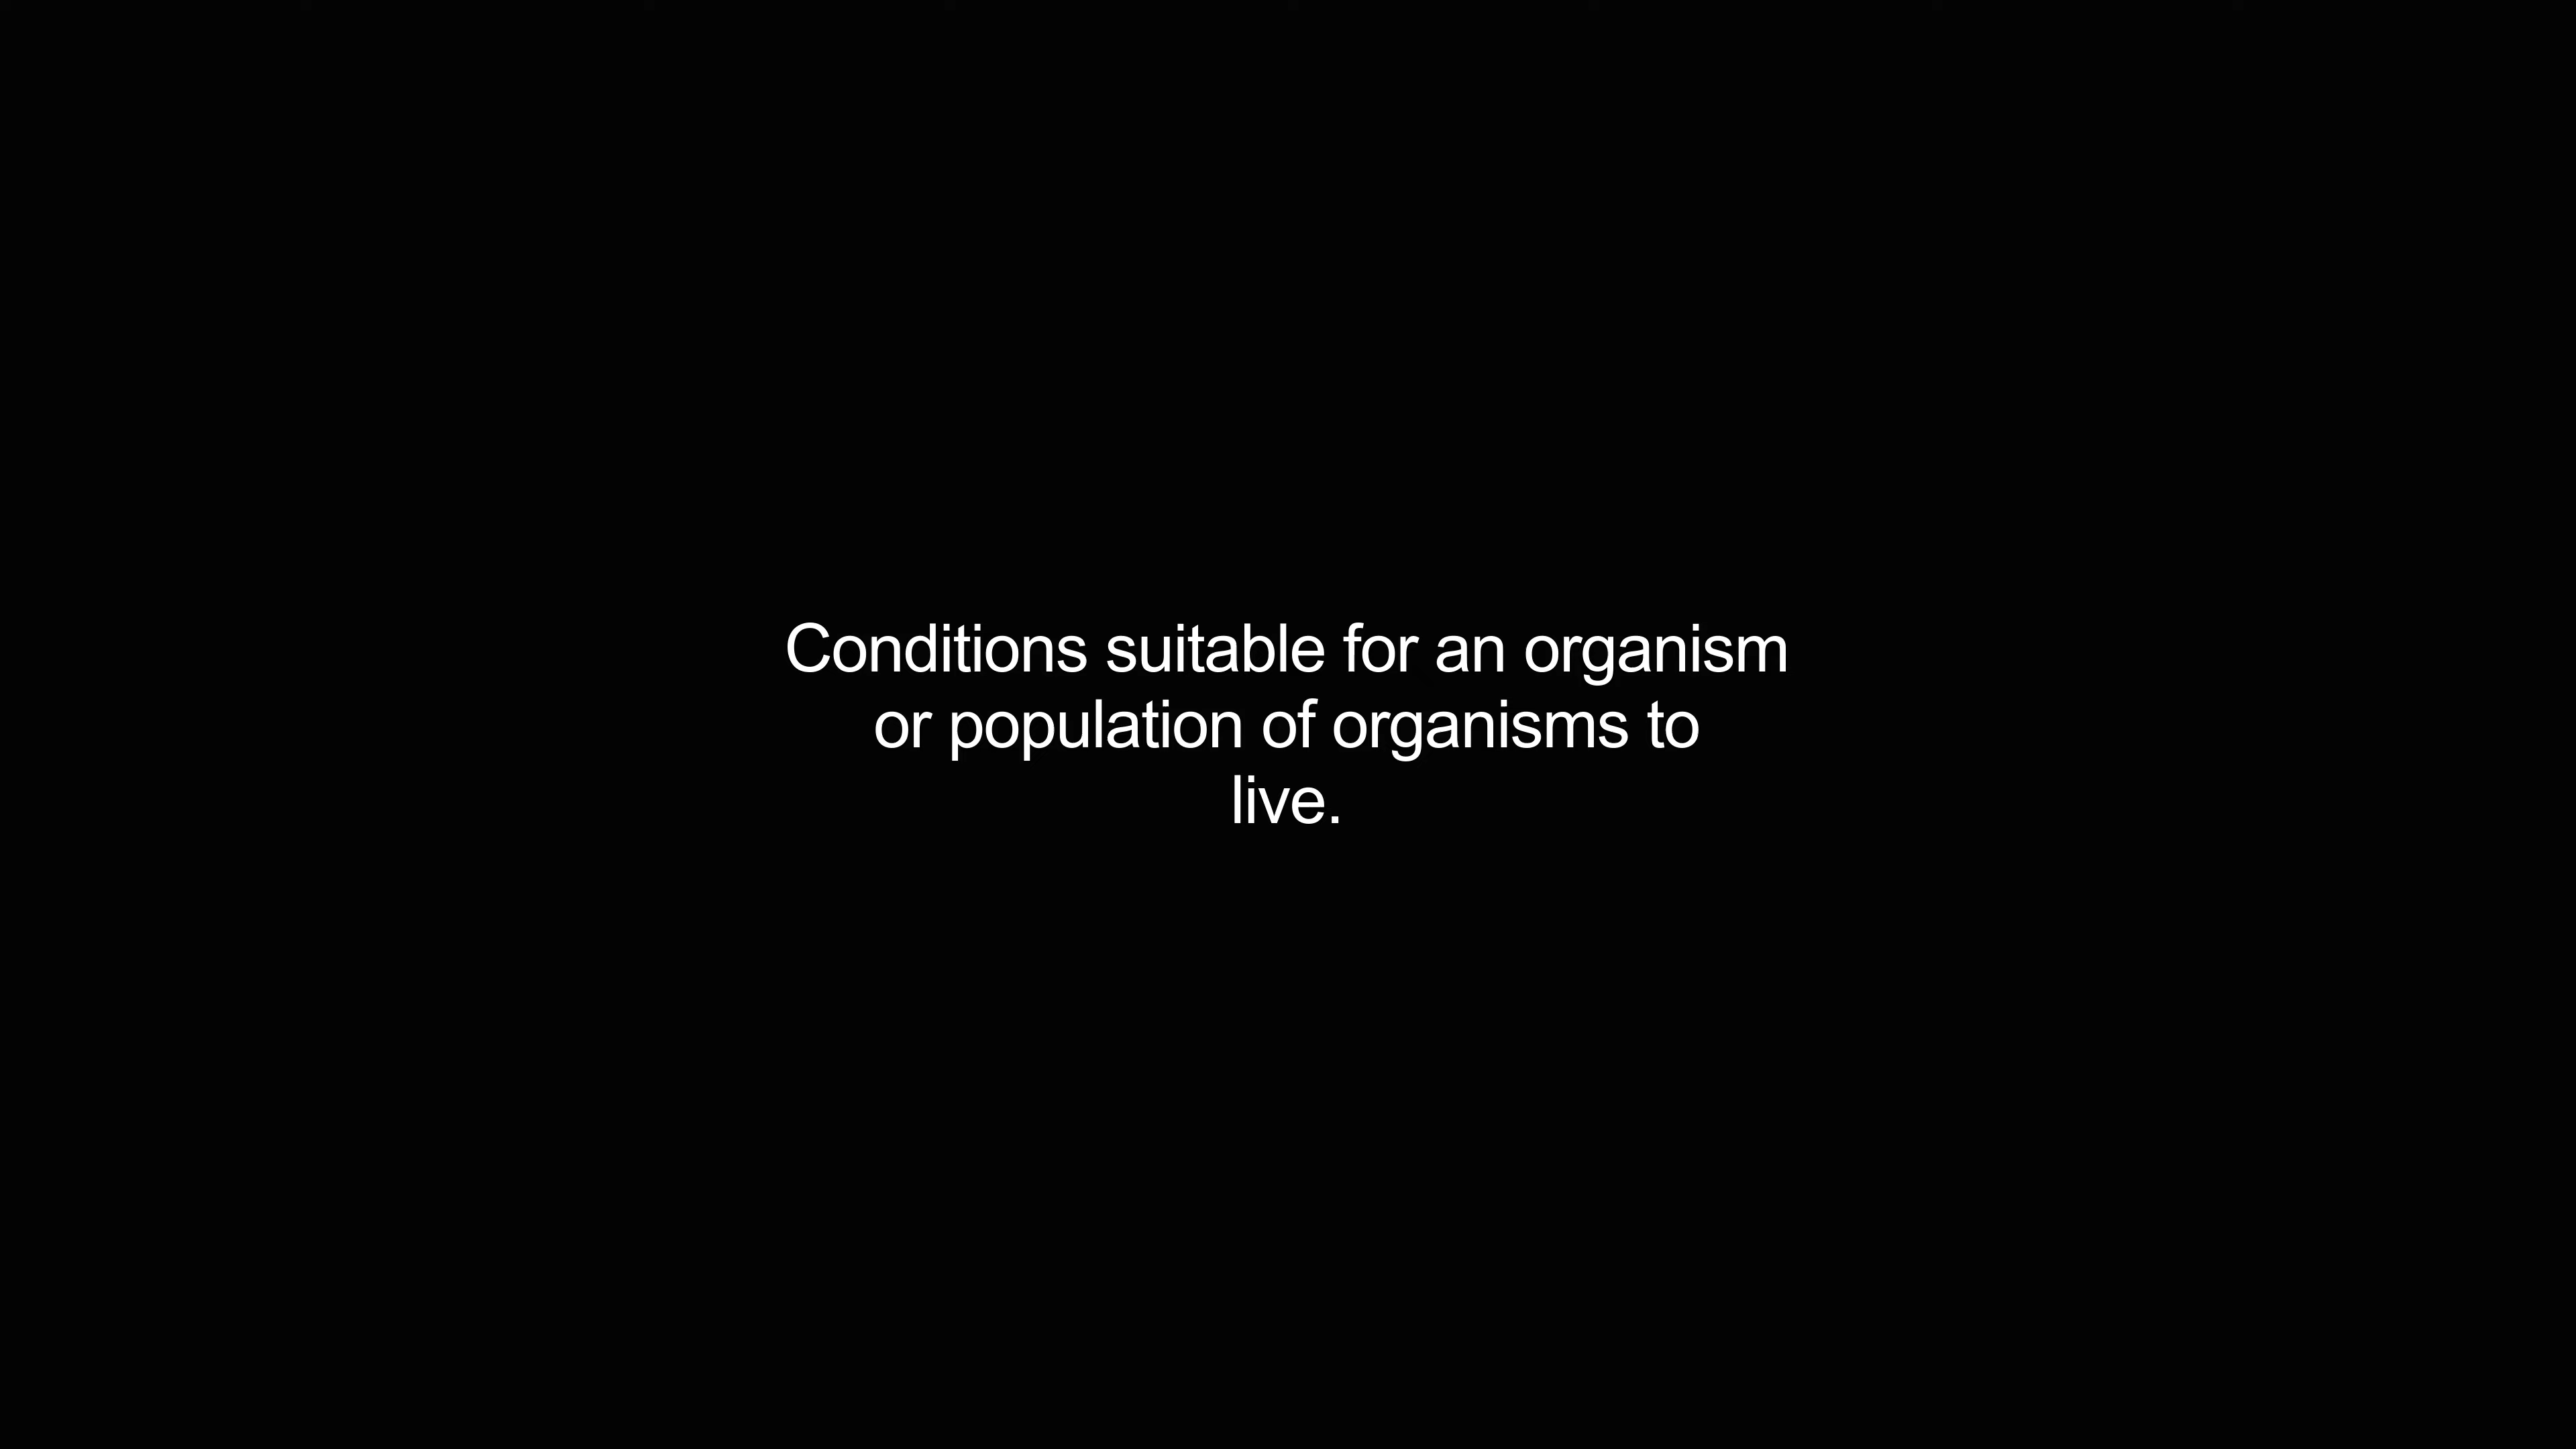 Conditions suitable for an organism
or population of organisms to
live.